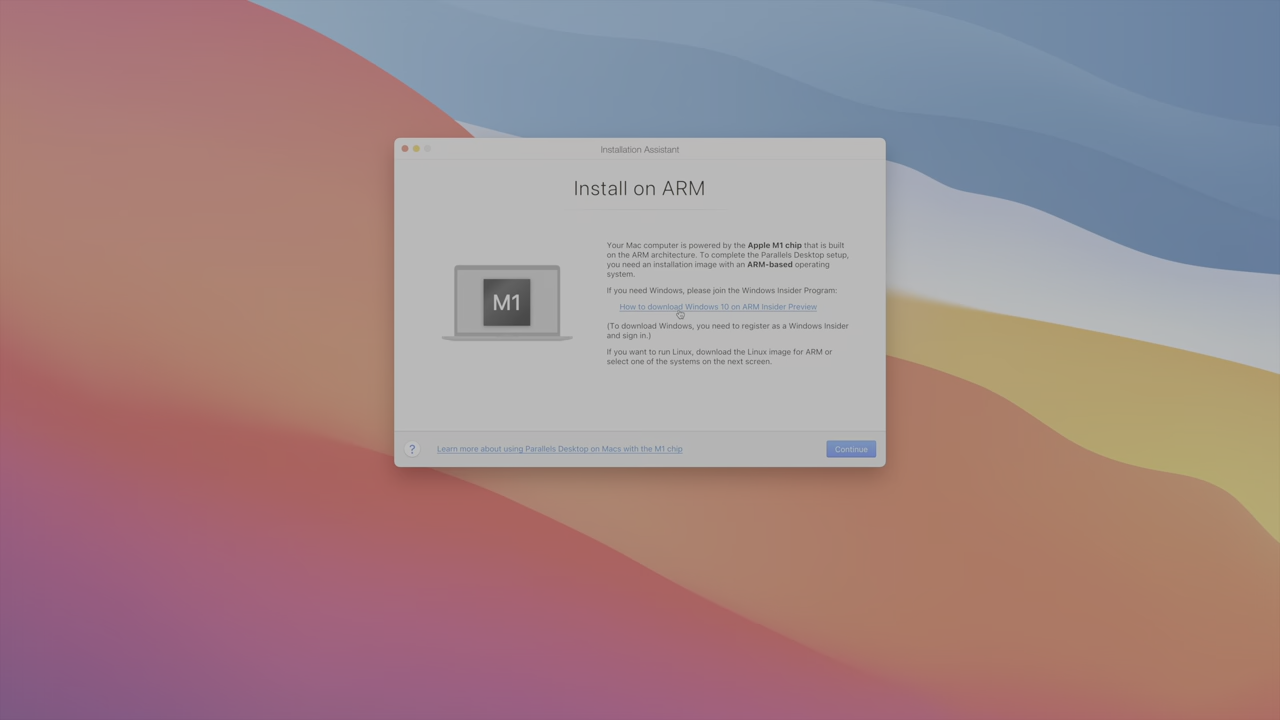 Installation Assistant
Install on ARM
M1
Your Mac computer is powered by the Apple M1 chip that is built
on the ARM architecture. To complete the Parallels Desktop setup,
you need an installation image with an ARM-based operating
system.
If you need Windows, please join the Windows Insider Program:
How to download Windows 10 on ARM Insider Preview
(To download Windows, you need to register as a Windows Insider
and sign in.)
If you want to run Linux, download the Linux image for ARM or
select one of the systems on the next screen.
? Learn more about using Parallels Desktop on Macs with the M1 chip Continue